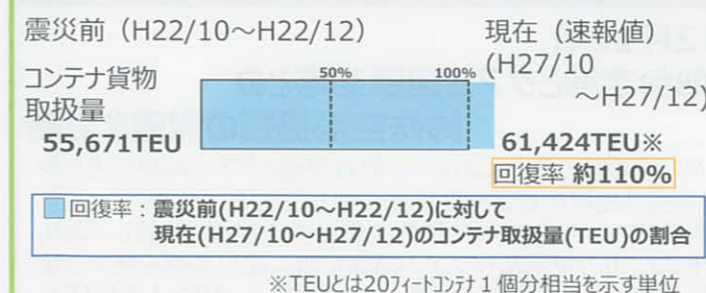 震災前（H22/10～H22/12）
現在（速報値）
(H27/10
～H27/12)
コンテナ貨物
取扱量
50%
100%
55,671TEU
61,424TEU※
回復率 約110%
回復率：震災前(H22/10～H22/12)に対して
現在(H27/10～H27/12)のコンテナ取扱量(TEU)の割合
※TEUとは20フィートコンテナ１個分相当を示す単位